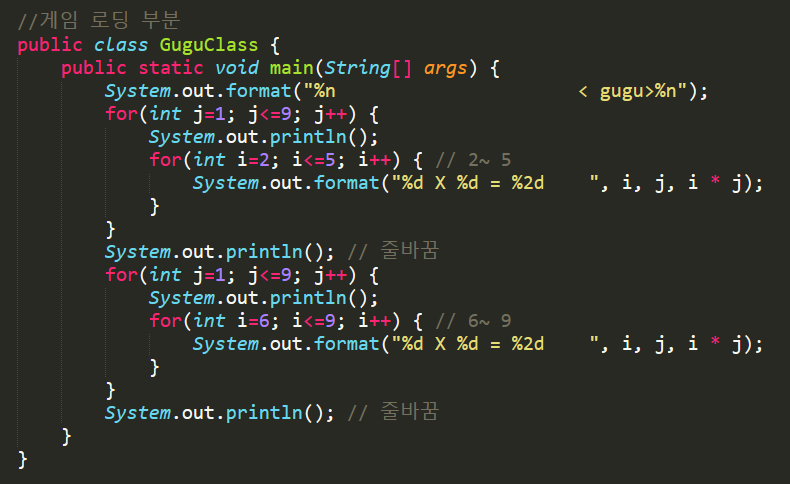 //게임 로딩 부분
public class GuguClass {
    public static void main(String[] args) {
        System.out.format("%n                      < gugu>%n");
        for(int j=1; j<=9; j++) {
            System.out.println();
            for(int i=2; i<=5; i++) { // 2~ 5
                System.out.format("%d X %d = %2d    ", i, j, i * j);
            }
        }
        System.out.println(); // 줄바꿈
        for(int j=1; j<=9; j++) {
            System.out.println();
            for(int i=6; i<=9; i++) { // 6~ 9
                System.out.format("%d X %d = %2d    ", i, j, i * j);
            }
        }
        System.out.println(); // 줄바꿈
    }
}